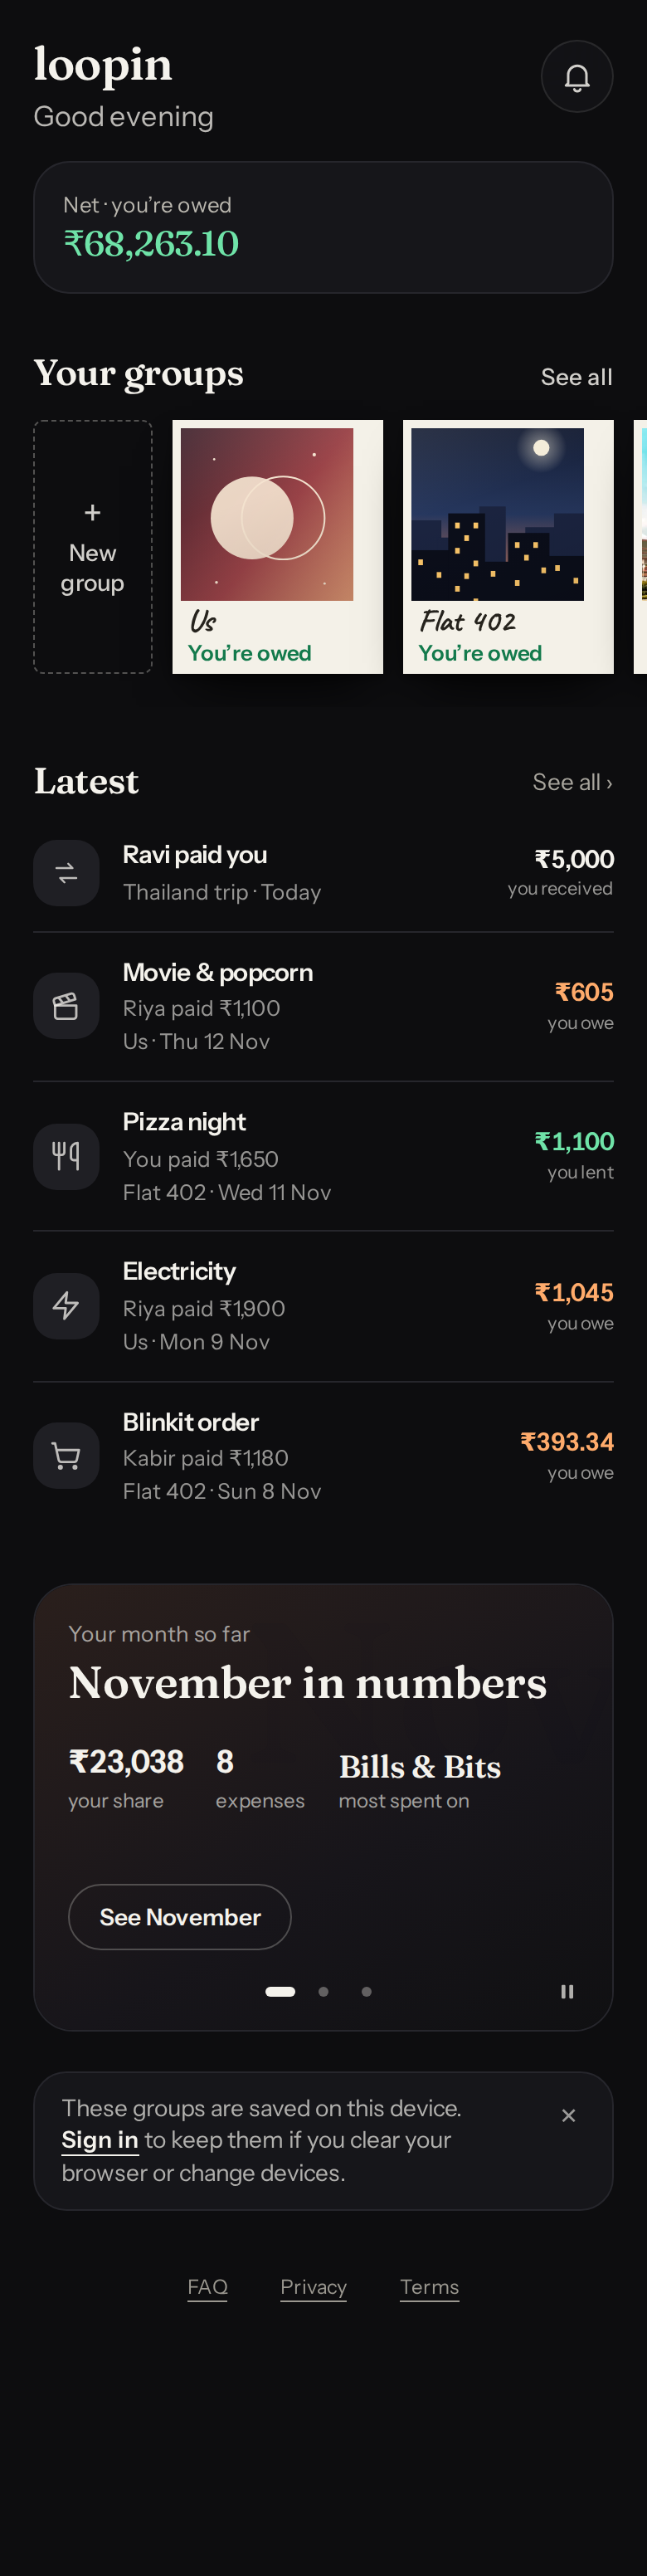 loopin
Good evening
Net · you’re owed
₹68,263.10
Your groups
See all
+
New
group
Us
You’re owed
Flat 402
You’re owed
Latest
See all ›
Ravi paid you
Thailand trip · Today
₹5,000
you received
Movie & popcorn
Riya paid ₹1,100
Us · Thu 12 Nov
₹605
you owe
Pizza night
You paid ₹1,650
Flat 402 · Wed 11 Nov
₹1,100
you lent
Electricity
Riya paid ₹1,900
Us · Mon 9 Nov
₹1,045
you owe
Blinkit order
Kabir paid ₹1,180
Flat 402 · Sun 8 Nov
₹393.34
you owe
Your month so far
November in numbers
₹23,038
your share
8
expenses
Bills & Bits
most spent on
See November
These groups are saved on this device.
Sign in to keep them if you clear your
browser or change devices.
FAQ
Privacy
Terms